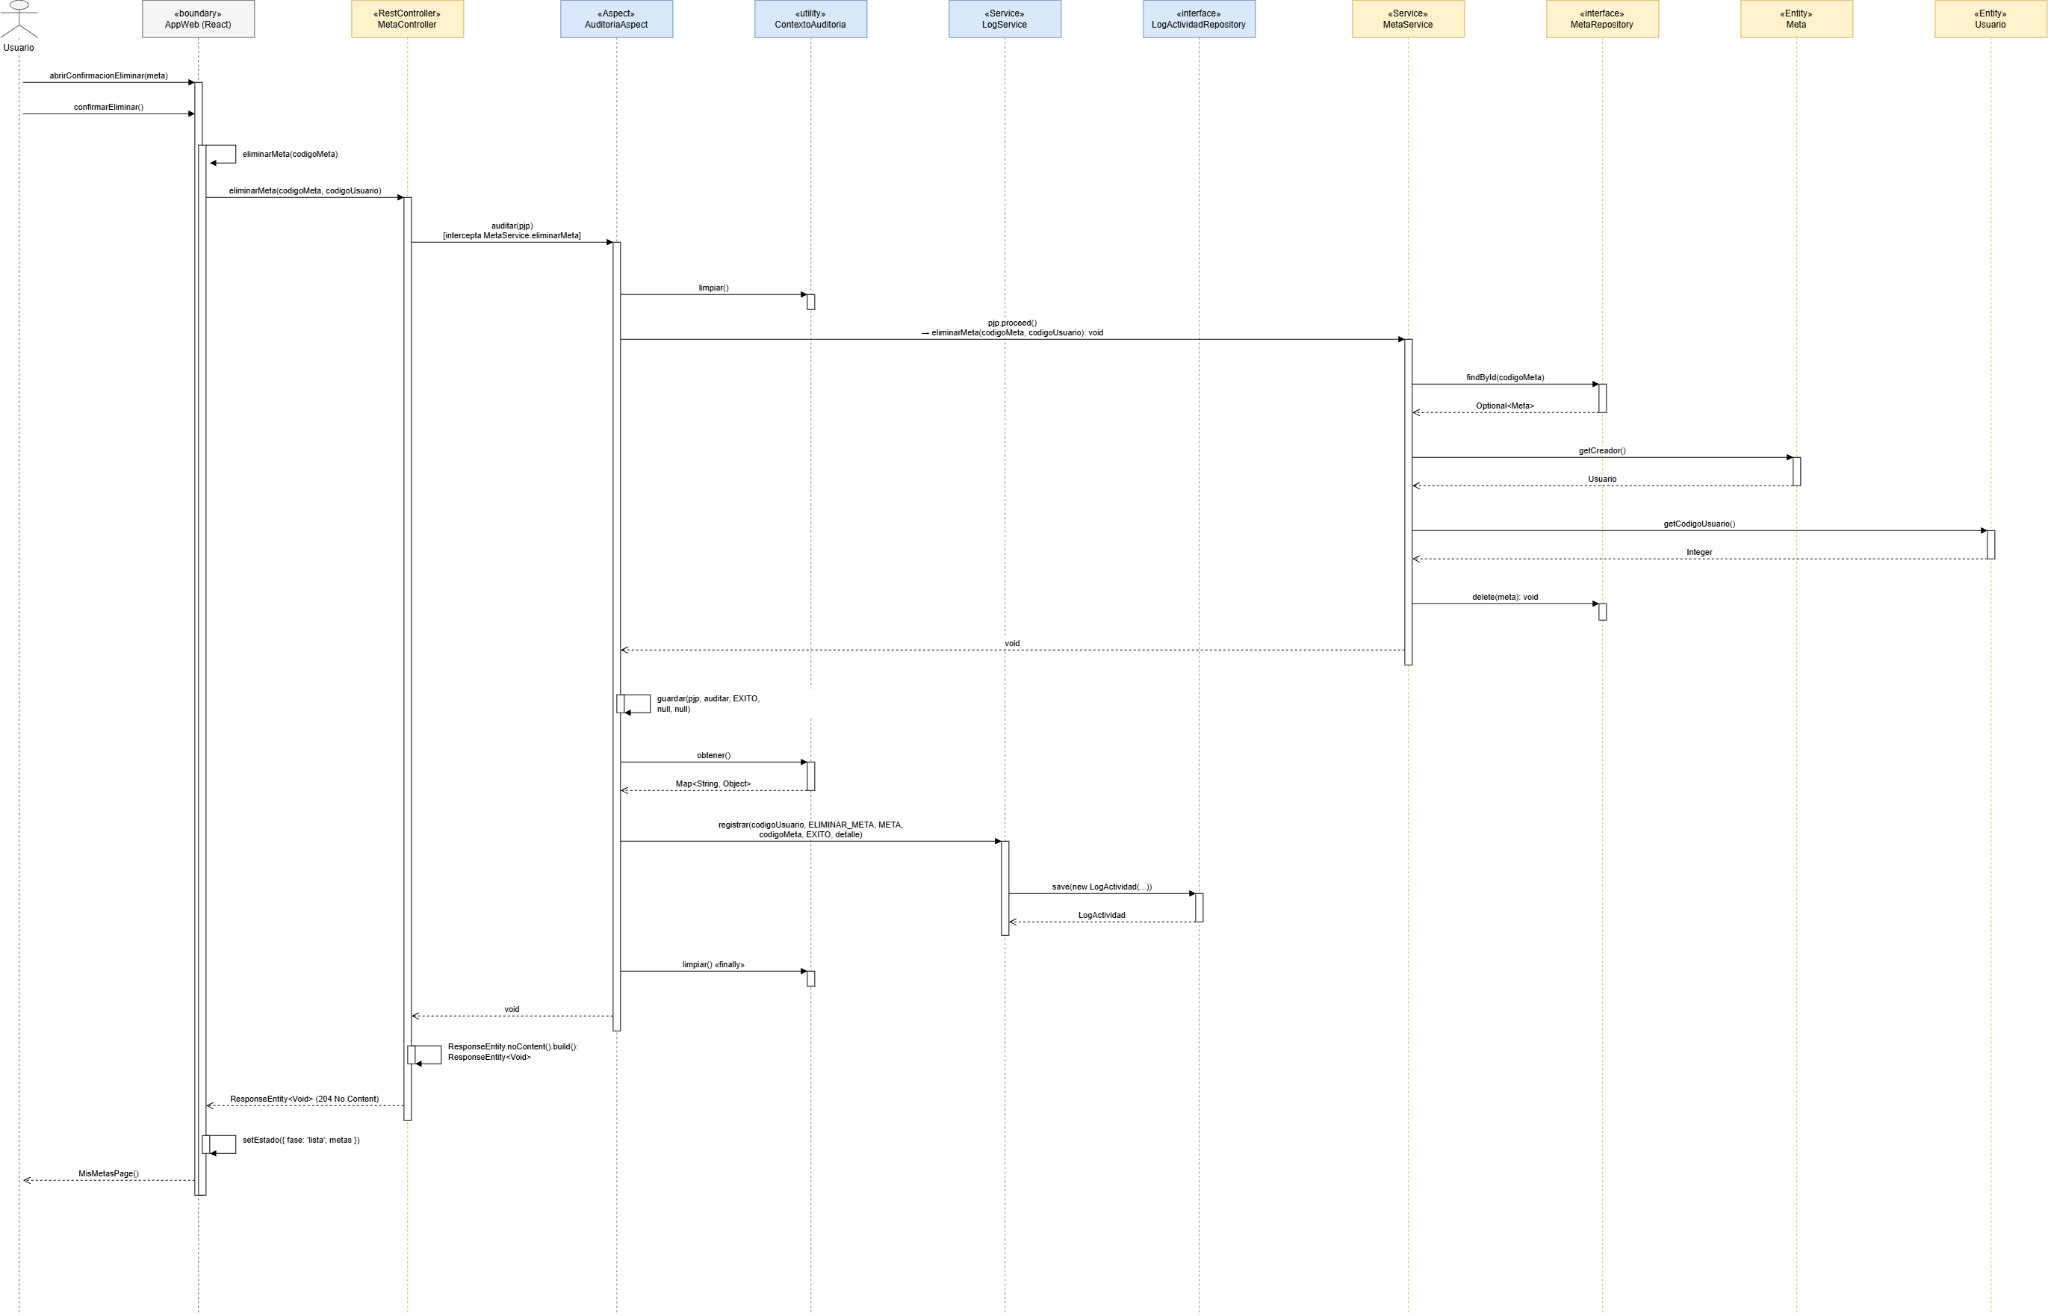 «boundary»
AppWeb (React)
«RestController»
MetaController
«Aspect»
AuditoriaAspect
«utility»
ContextoAuditoria
«Service»
LogService
«interface»
LogActividadRepository
«Service»
MetaService
«interface»
MetaRepository
«Entity»
Meta
«Entity»
Usuario
Usuario
abrirConfirmacionEliminar(meta)
confirmarEliminar()
eliminarMeta(codigoMeta)
eliminarMeta(codigoMeta, codigoUsuario)
auditar(pjp)
[intercepta MetaService.eliminarMeta]
limpiar()
pjp.proceed()
→ eliminarMeta(codigoMeta, codigoUsuario): void
findById(codigoMeta)
Optional<Meta>
getCreador()
Usuario
getCodigoUsuario()
Integer
delete(meta): void
void
guardar(pjp, auditar, EXITO,
null, null)
obtener()
Map<String, Object>
registrar(codigoUsuario, ELIMINAR_META, META,
codigoMeta, EXITO, detalle)
save(new LogActividad(...))
LogActividad
limpiar() «finally»
void
ResponseEntity.noContent().build():
ResponseEntity<Void>
ResponseEntity<Void> (204 No Content)
setEstado({ fase: 'lista', metas })
MisMetasPage()